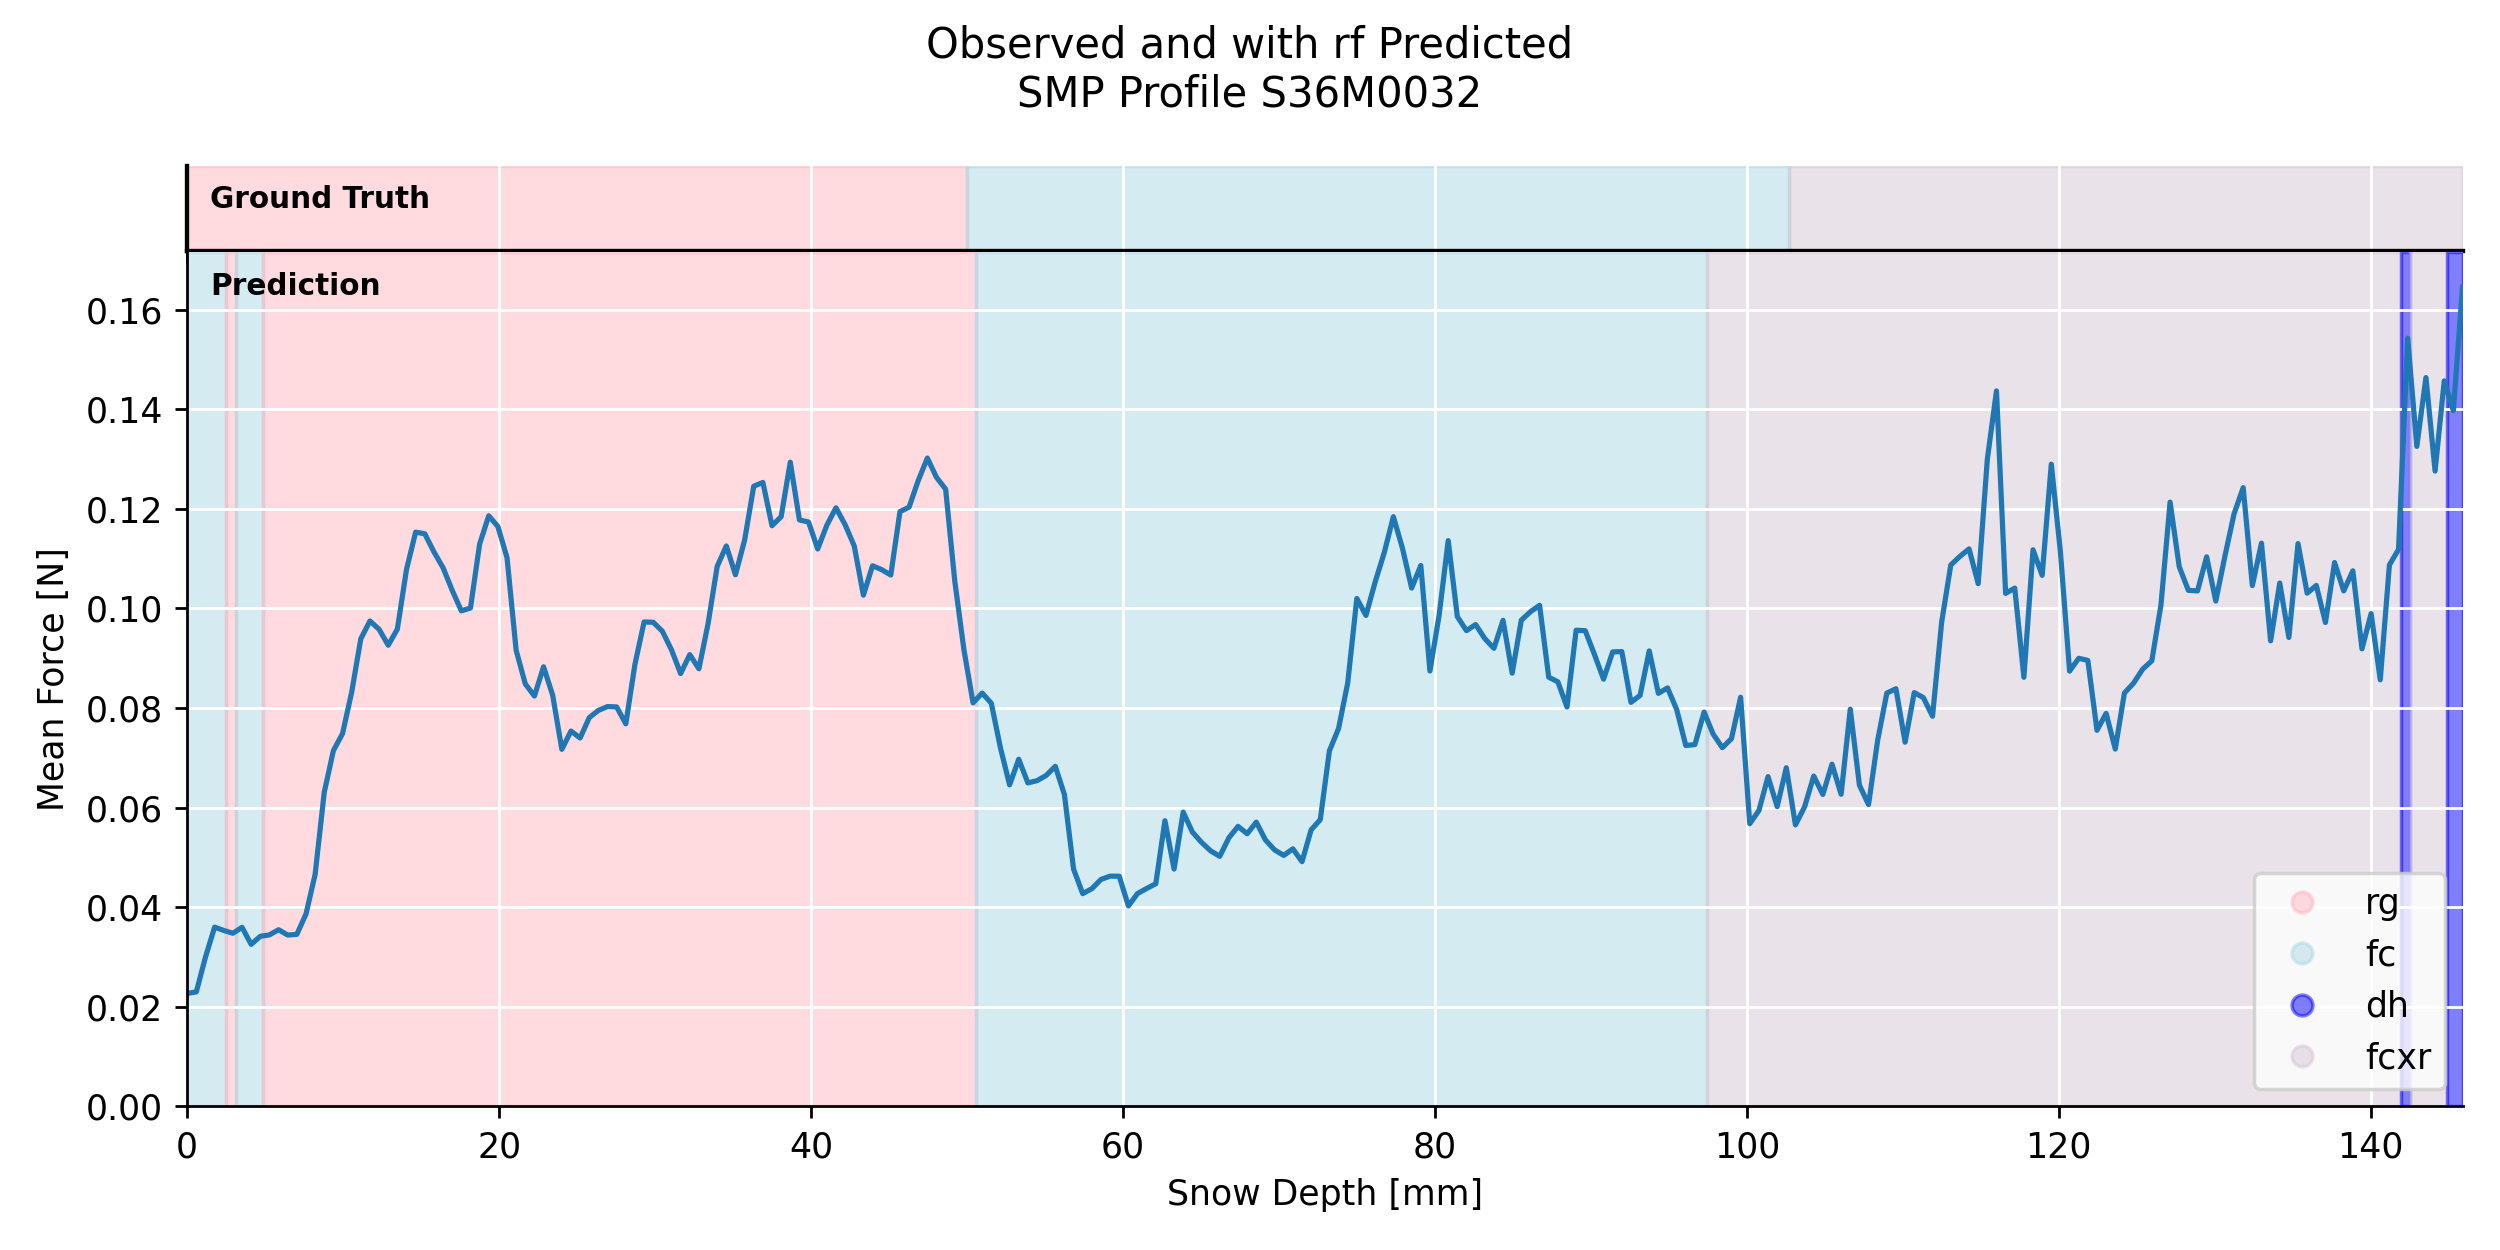 Observed and with rf Predicted
SMP Profile S36M0032
Ground Truth
Prediction
0.16
0.14
0.12
0.10
0.08
0.06
0.04
0.02
0.00
Mean Force [N]
rg
fc
dh
fcxr
0 20 40 60 80 100 120 140
Snow Depth [mm]